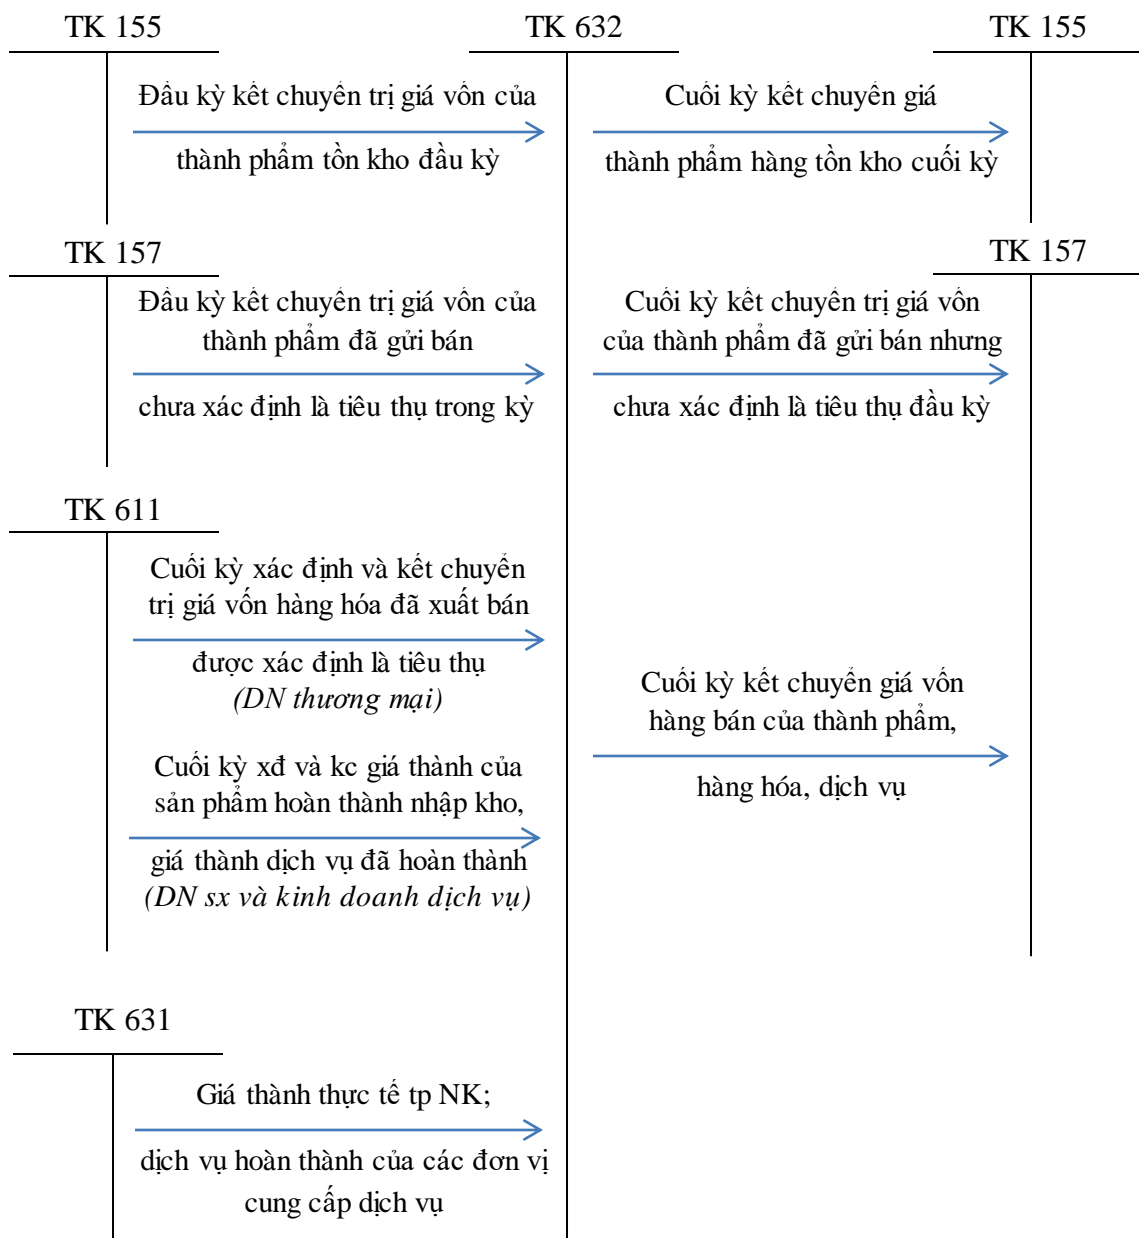 TK 155
TK 632
TK 155
Đầu kỳ kết chuyển trị giá vốn của
thành phẩm tồn kho đầu kỳ
Cuối kỳ kết chuyển giá
thành phẩm hàng tồn kho cuối kỳ
TK 157
TK 157
Đầu kỳ kết chuyển trị giá vốn của
thành phẩm đã gửi bán
chưa xác định là tiêu thụ trong kỳ
Cuối kỳ kết chuyển trị giá vốn
của thành phẩm đã gửi bán nhưng
chưa xác định là tiêu thụ đầu kỳ
TK 611
Cuối kỳ xác định và kết chuyển
trị giá vốn hàng hóa đã xuất bán
được xác định là tiêu thụ
(DN thương mại)
Cuối kỳ xđ và kc giá thành của
sản phẩm hoàn thành nhập kho,
giá thành dịch vụ đã hoàn thành
(DN sx và kinh doanh dịch vụ)
Cuối kỳ kết chuyển giá vốn
hàng bán của thành phẩm,
hàng hóa, dịch vụ
TK 631
Giá thành thực tế tp NK;
dịch vụ hoàn thành của các đơn vị
cung cấp dịch vụ